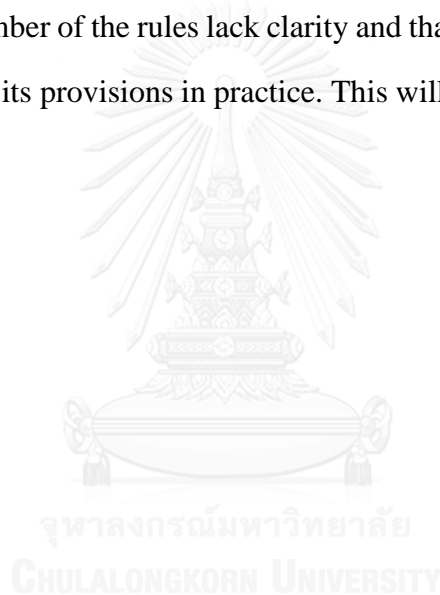 mber of the rules lack clarity and tha
its provisions in practice. This will
จุฬาลงกรณ์มหาวิทยาลัย
CHULALONGKORN UNIVERSITY